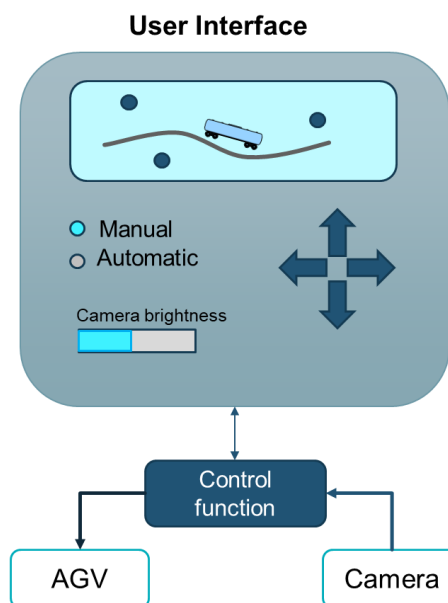 User Interface
Manual
Automatic
Camera brightness
Control
function
AGV
Camera